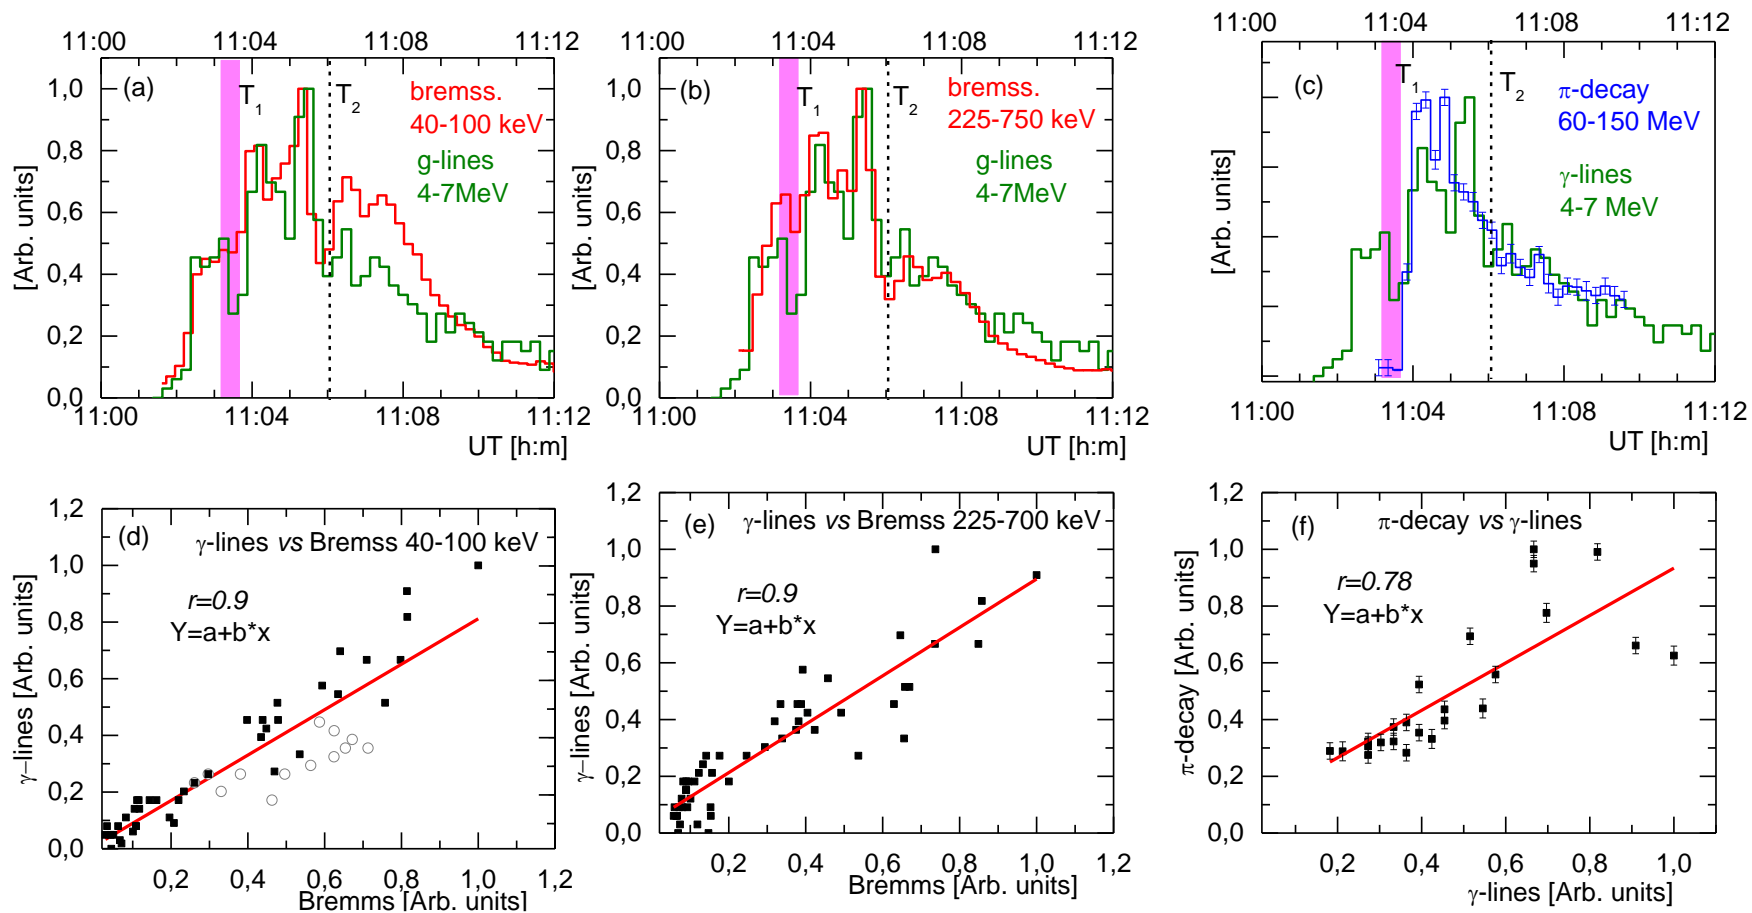 11:00 11:04 11:08 11:12
(a)
T1
T2
bremss.
40-100 keV
g-lines
4-7MeV
[Arb. units]
1,0
0,8
0,6
0,4
0,2
0,0
11:00 11:04 11:08 11:12
UT [h:m]
11:00 11:04 11:08 11:12
(b)
T1
T2
bremss.
225-750 keV
g-lines
4-7MeV
[Arb. units]
1,0
0,8
0,6
0,4
0,2
0,0
11:00 11:04 11:08 11:12
UT [h:m]
11:00 11:04 11:08 11:12
(c)
T1
T2
π-decay
60-150 MeV
γ-lines
4-7 MeV
[Arb. units]
11:00 11:04 11:08 11:12
UT [h:m]
(d)
γ-lines vs Bremss 40-100 keV
r=0.9
Y=a+b*x
γ-lines [Arb. units]
1,2
1,0
0,8
0,6
0,4
0,2
0,0
0,2 0,4 0,6 0,8 1,0 1,2
Bremms [Arb. units]
(e)
γ-lines vs Bremss 225-700 keV
r=0.9
Y=a+b*x
γ-lines [Arb. units]
1,2
1,0
0,8
0,6
0,4
0,2
0,0
0,2 0,4 0,6 0,8 1,0 1,2
Bremms [Arb. units]
(f)
π-decay vs γ-lines
r=0.78
Y=a+b*x
π-decay [Arb. units]
1,2
1,0
0,8
0,6
0,4
0,2
0,0
0,2 0,4 0,6 0,8 1,0
γ-lines [Arb. units]